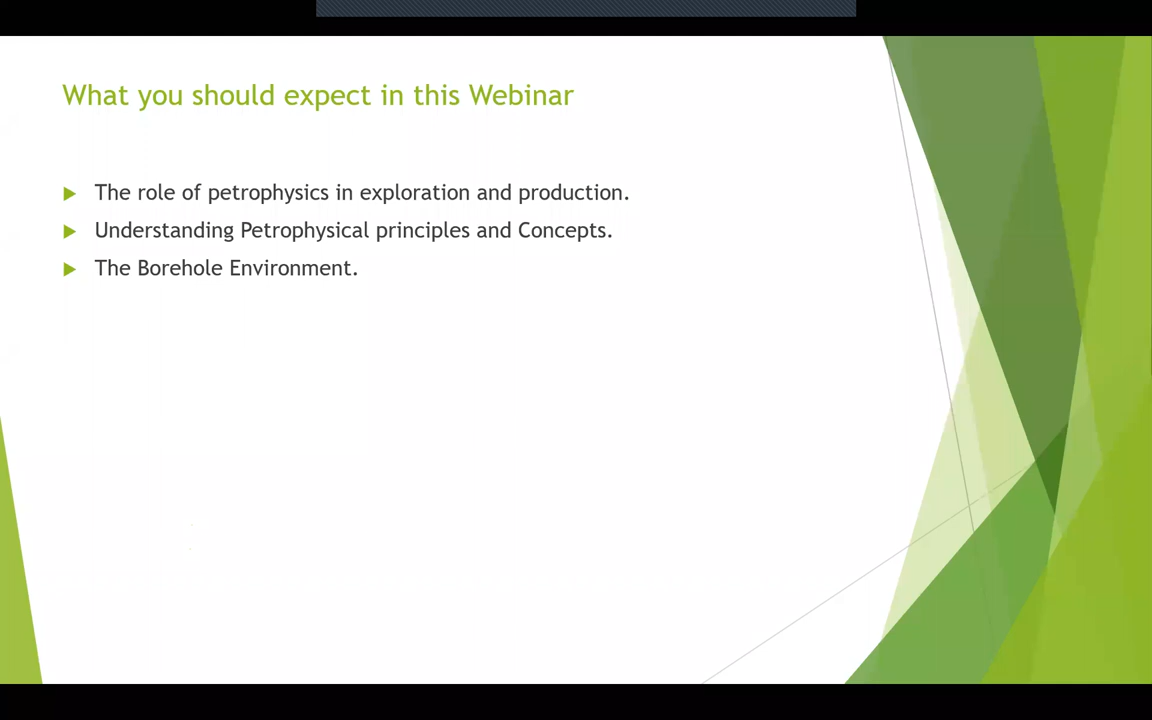 What you should expect in this Webinar
The role of petrophysics in exploration and production.
Understanding Petrophysical principles and Concepts.
The Borehole Environment.